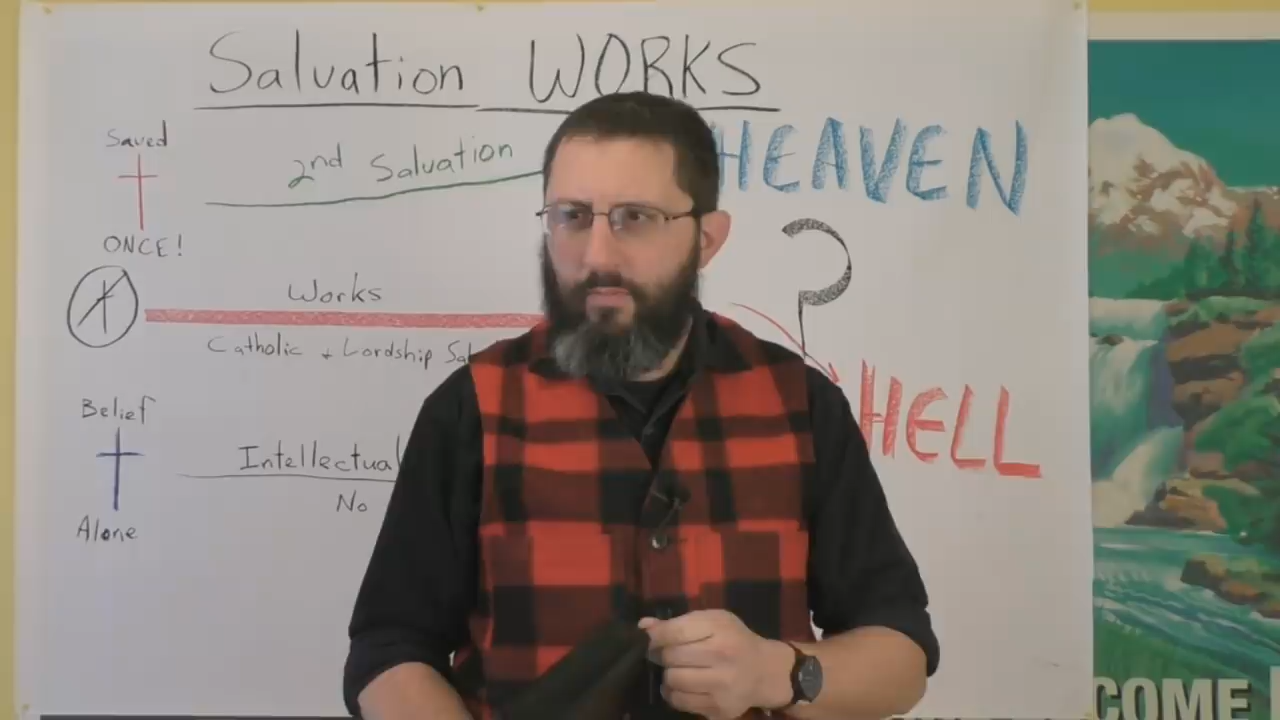 Salvation WORKS
Saved
ONCE!
2nd Salvation
HEAVEN
?
Works
Catholic + Lordship
HELL
Belief
Alone
Intellectual
No
COME